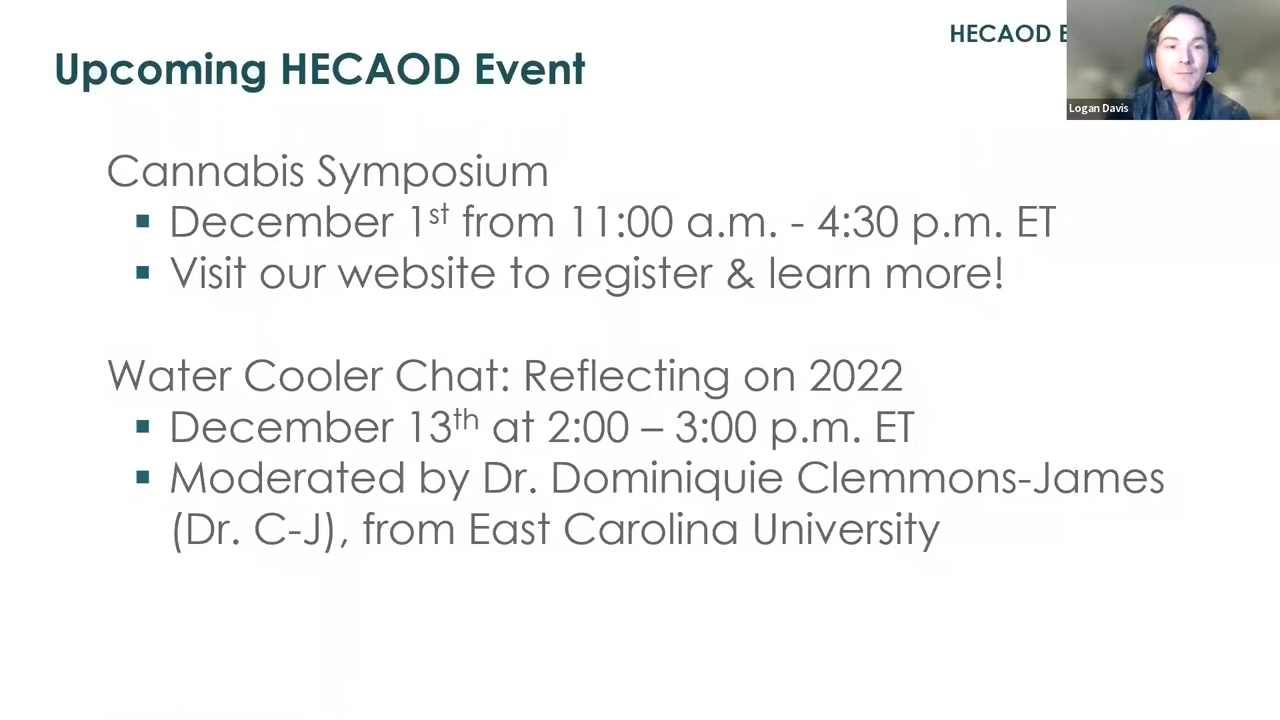 HECAOD E
Upcoming HECAOD Event
Logan Davis
Cannabis Symposium
▪ December 1st from 11:00 a.m. - 4:30 p.m. ET
▪ Visit our website to register & learn more!
Water Cooler Chat: Reflecting on 2022
▪ December 13th at 2:00 – 3:00 p.m. ET
▪ Moderated by Dr. Dominiquie Clemmons-James
(Dr. C-J), from East Carolina University